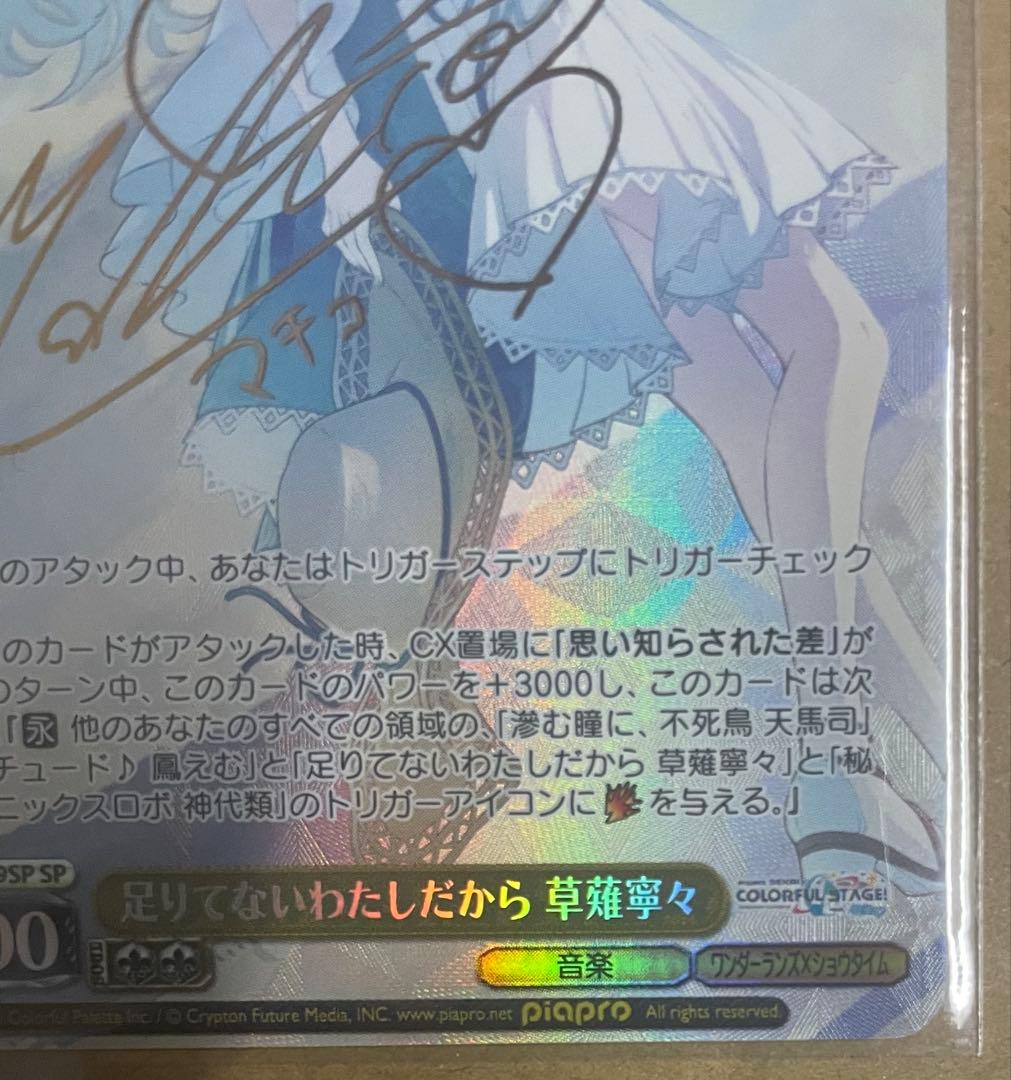 マチコ
のアタック中、あなたはトリガーステップにトリガーチェック
のカードがアタックした時、CX置場に「思い知らされた差」が
のターン中、このカードのパワーを+3000し、このカードは次
「永 他のあなたのすべての領域の、「滲む瞳に、不死鳥 天馬司」
チュード♪ 鳳えむ」と「足りてないわたしだから 草薙寧々」と「秘
ニックスロボ 神代類」のトリガーアイコンに を与える。」
9SP SP
足りてないわたしだから 草薙寧々
COLORFUL STAGE!
00
音楽
ワンダーランズ×ショウタイム
Colorful Palette Inc. / © Crypton Future Media, INC. www.piapro.net piapro All rights reserved.